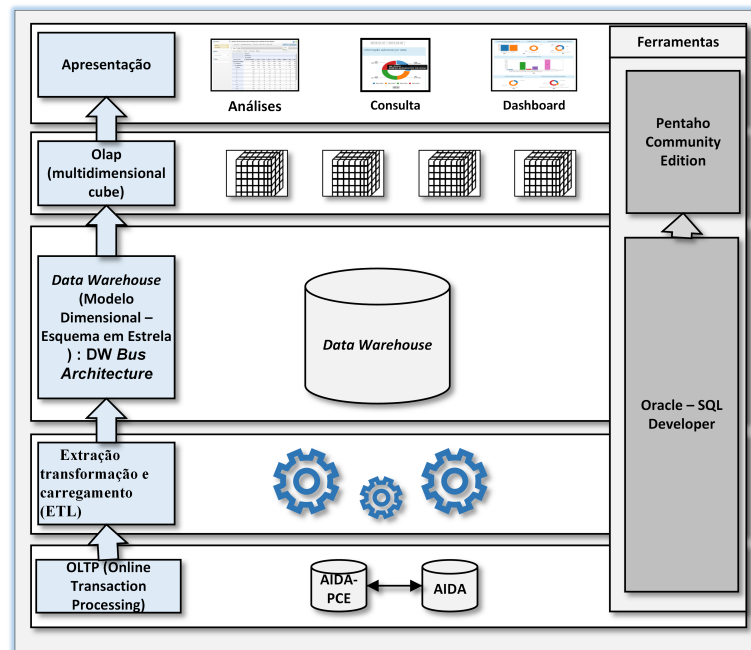 Apresentação
Análises
Consulta
Dashboard
Ferramentas
Pentaho
Community
Edition
Olap
(multidimensional
cube)
Data Warehouse
(Modelo
Dimensional –
Esquema em Estrela
) : DW Bus
Architecture
Data Warehouse
Oracle – SQL
Developer
Extração
transformação e
carregamento
(ETL)
OLTP (Online
Transaction
Processing)
AIDA-
PCE
AIDA